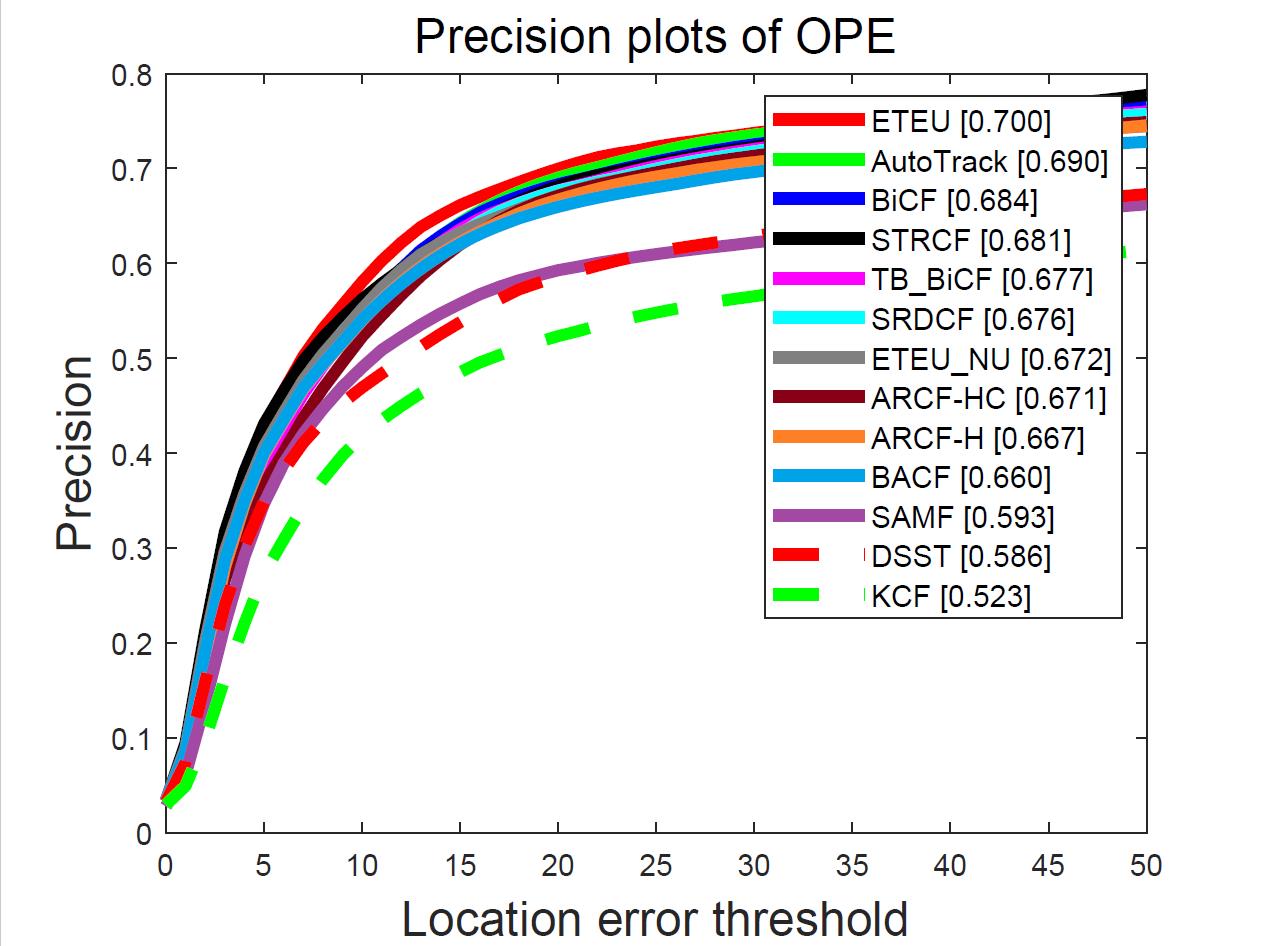 Precision plots of OPE
0.8
0.7
0.6
0.5
0.4
0.3
0.2
0.1
0
Precision
ETEU [0.700]
AutoTrack [0.690]
BiCF [0.684]
STRCF [0.681]
TB_BiCF [0.677]
SRDCF [0.676]
ETEU_NU [0.672]
ARCF-HC [0.671]
ARCF-H [0.667]
BACF [0.660]
SAMF [0.593]
DSST [0.586]
KCF [0.523]
0 5 10 15 20 25 30 35 40 45 50
Location error threshold